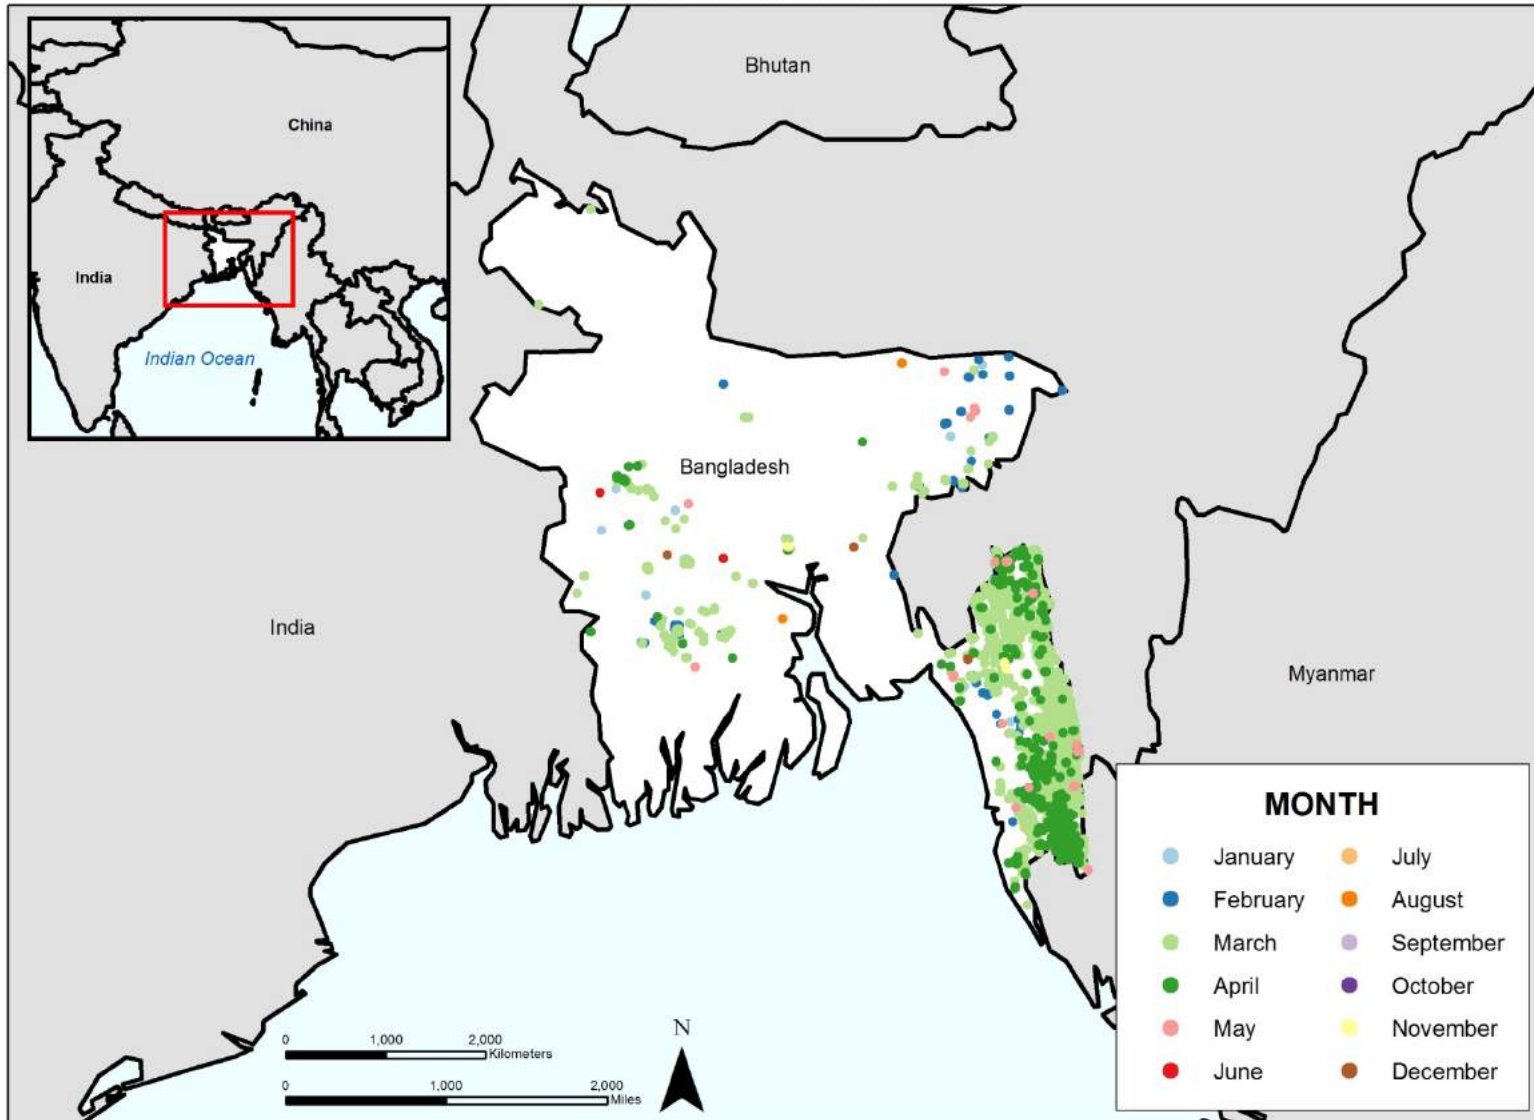 China
India
Indian Ocean
Bhutan
Bangladesh
India
Myanmar
MONTH
January
February
March
April
May
June
July
August
September
October
November
December
0 1,000 2,000
Kilometers
0 1,000 2,000
Miles
N